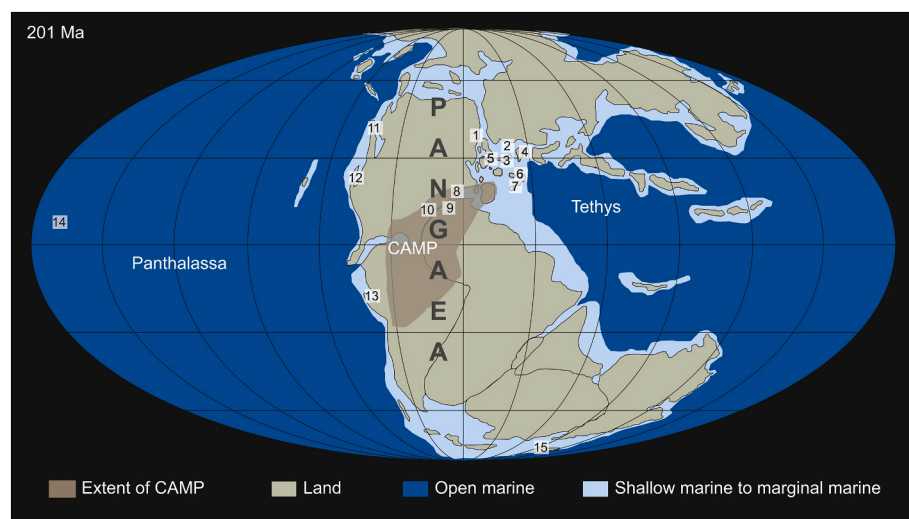 201 Ma
P
A
N
G
A
E
A
11
1
2
5
3
4
12
6
7
8
10
9
14
Tethys
CAMP
Panthalassa
13
15
Extent of CAMP
Land
Open marine
Shallow marine to marginal marine